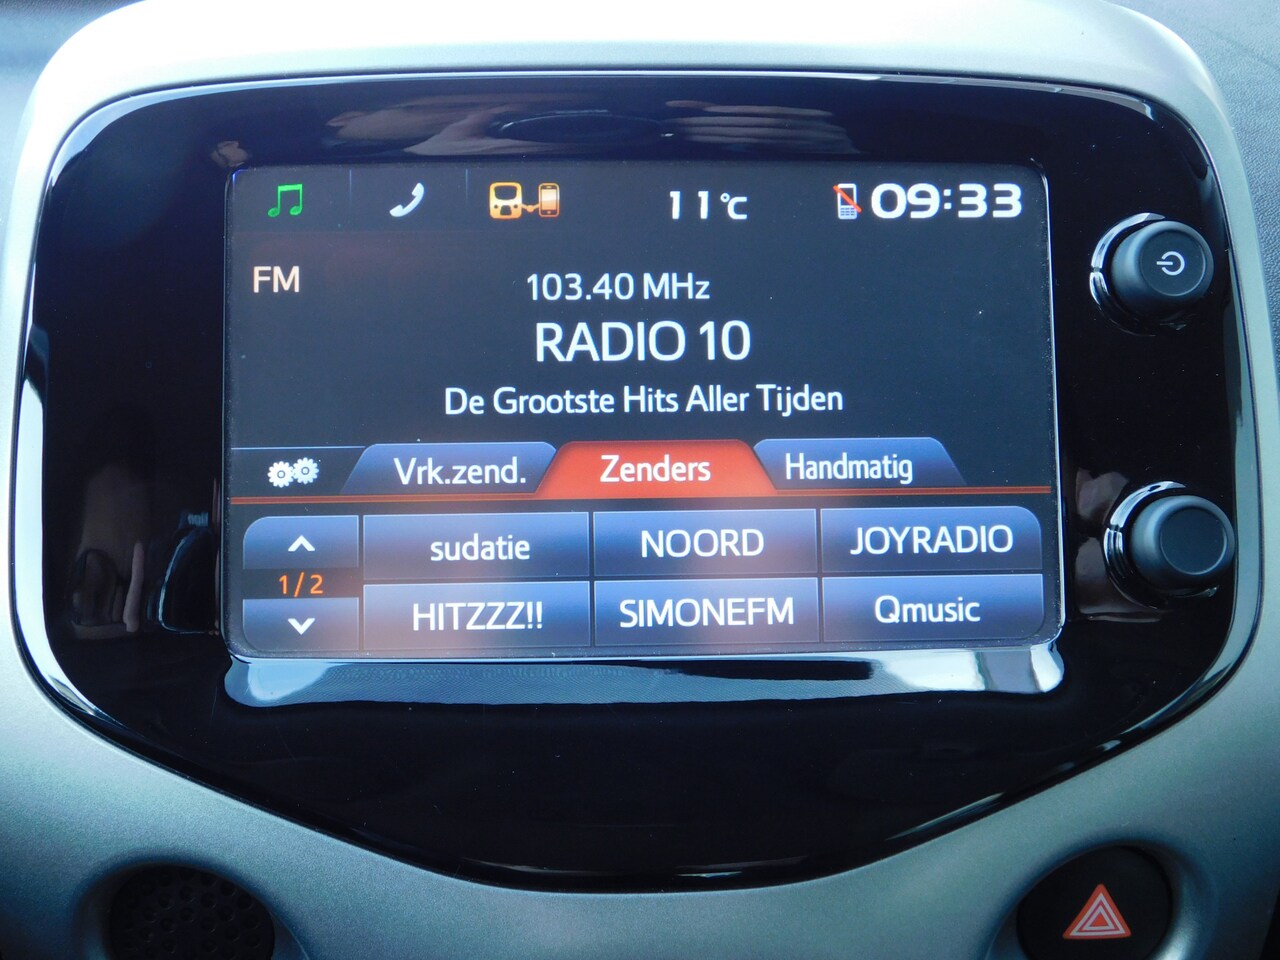 11°C 09:33
FM
103.40 MHz
RADIO 10
De Grootste Hits Aller Tijden
Vrk.zend. Zenders Handmatig
sudatie NOORD JOYRADIO
1/2
HITZZZ!! SIMONEFM Qmusic